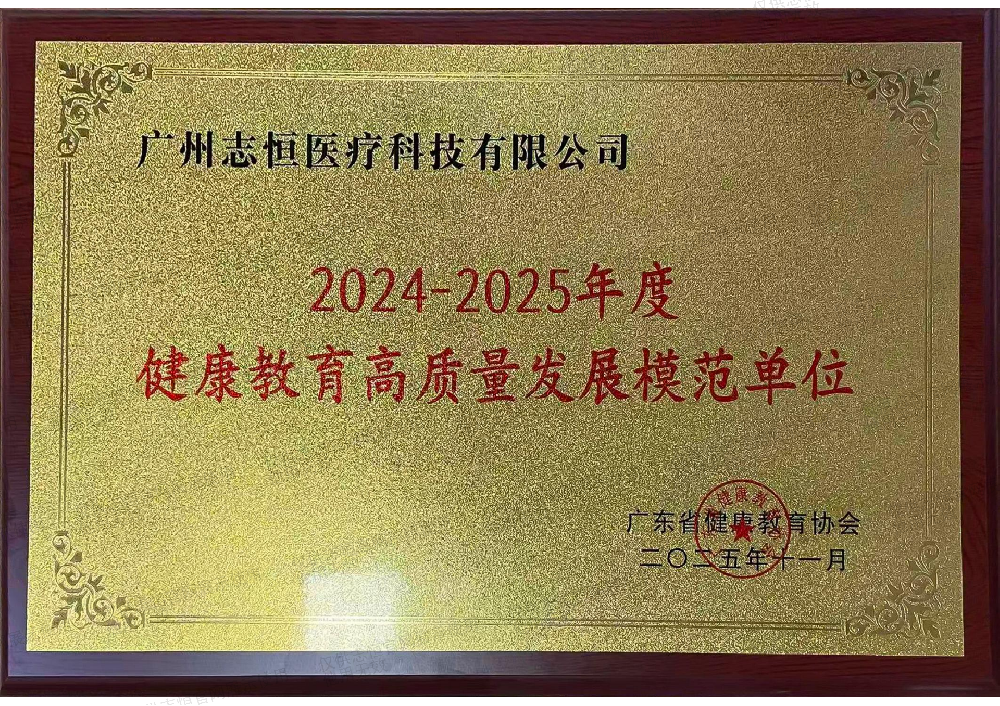 广州志恒医疗科技有限公司
2024-2025年度
健康教育高质量发展模范单位
广东省健康教育协会
二〇二五年十一月